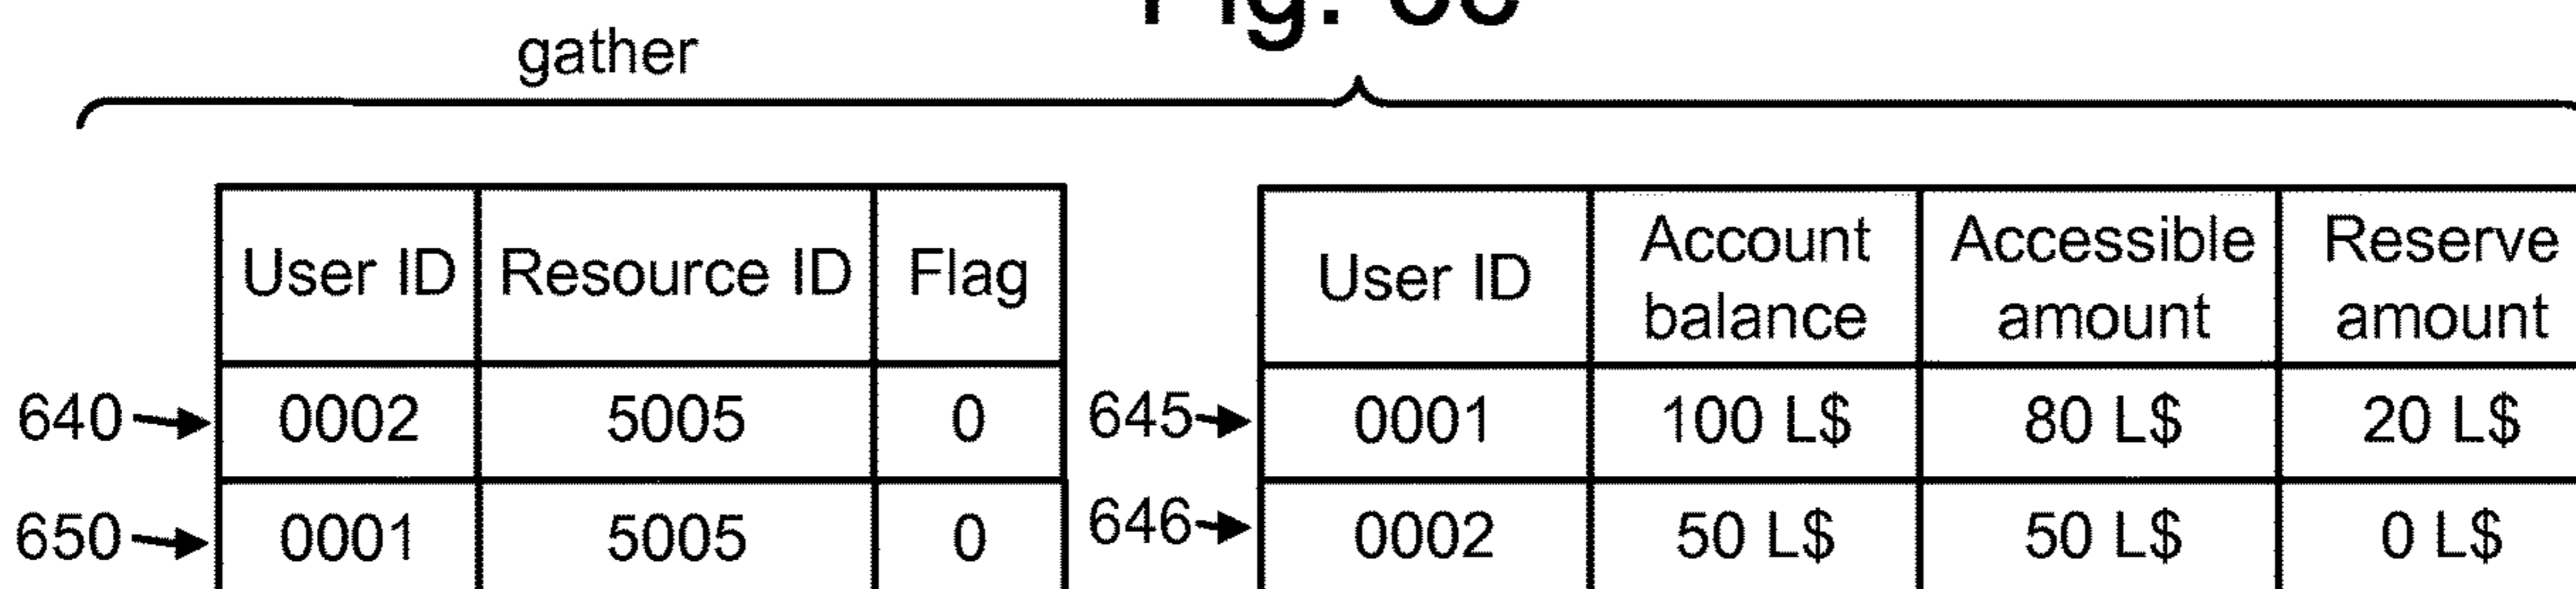 gather
User ID Resource ID Flag
640 0002 5005 0
650 0001 5005 0
User ID Account balance Accessible amount Reserve amount
645 0001 100 L$ 80 L$ 20 L$
646 0002 50 L$ 50 L$ 0 L$